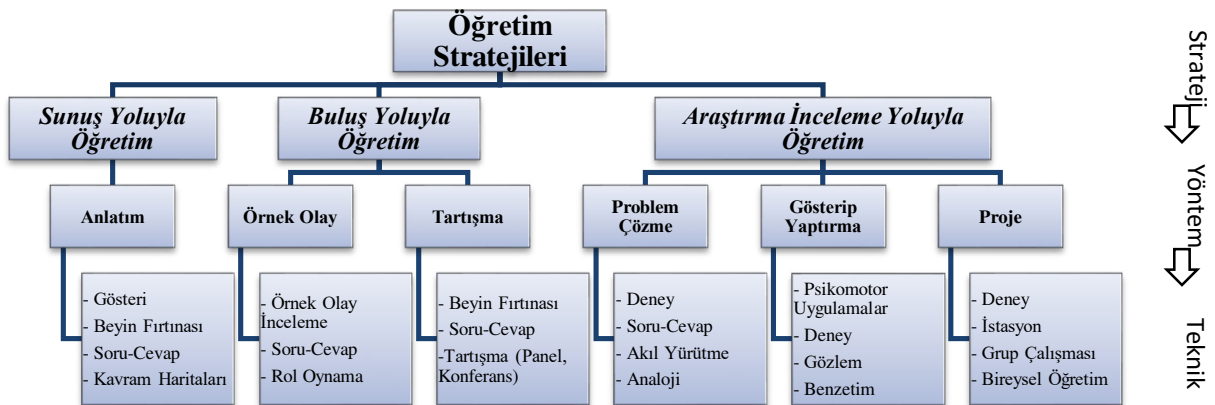 Öğretim
Stratejileri
Sunuş Yoluyla
Öğretim
Buluş Yoluyla
Öğretim
Araştırma İnceleme Yoluyla
Öğretim
Anlatım
Örnek Olay
Tartışma
Problem
Çözme
Gösterip
Yaptırma
Proje
- Gösteri
- Beyin Fırtınası
- Soru-Cevap
- Kavram Haritaları
- Örnek Olay
İnceleme
- Soru-Cevap
- Rol Oynama
- Beyin Fırtınası
- Soru-Cevap
-Tartışma (Panel,
Konferans)
- Deney
- Soru-Cevap
- Akıl Yürütme
- Analoji
- Psikomotor
Uygulamalar
- Deney
- Gözlem
- Benzetim
- Deney
- İstasyon
- Grup Çalışması
- Bireysel Öğretim
Strateji
Yöntem
Teknik